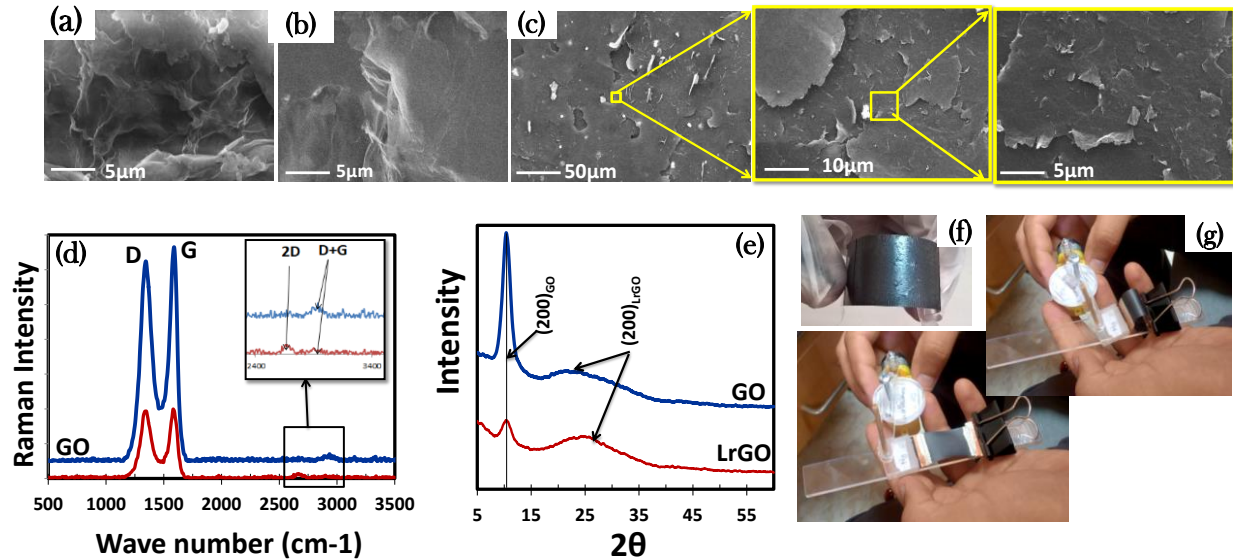 (a)
(b)
(c)
5μm
5μm
50μm
10μm
5μm
(d)
D
G
2D
D+G
2400
3400
GO
Raman Intensity
500
1000
1500
2000
2500
3000
3500
Wave number (cm-1)
(e)
(200)GO
(200)LrGO
GO
LrGO
Intensity
5
15
25
35
45
55
2θ
(f)
(g)